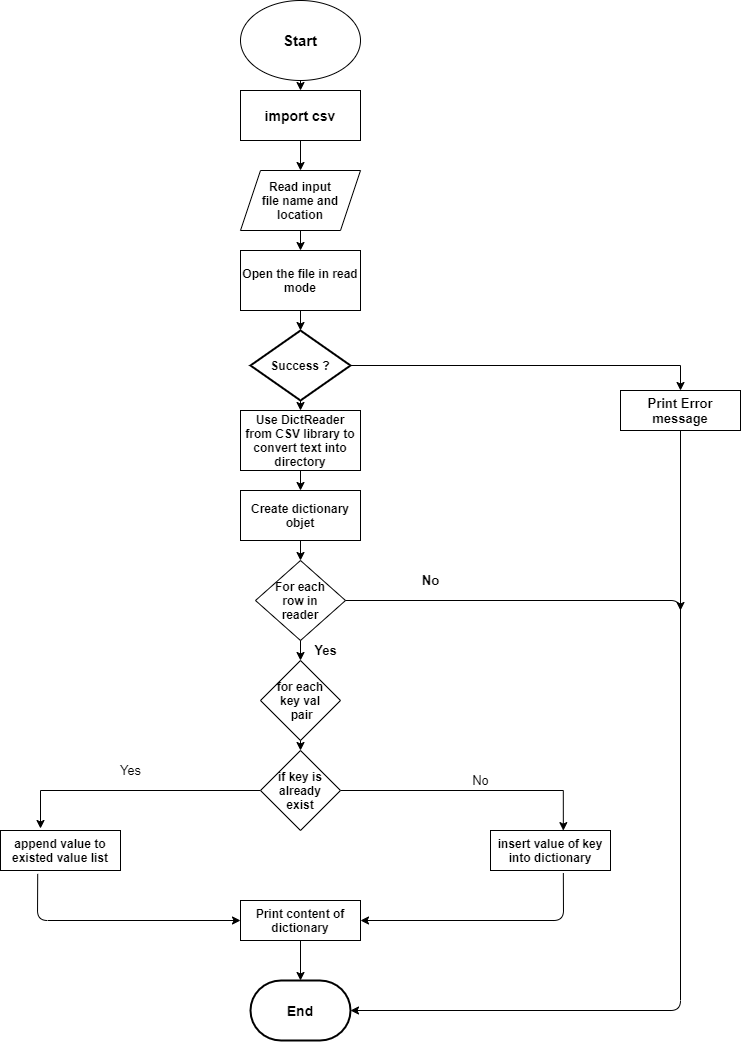 Start
import csv
Read input
file name and
location
Open the file in read
mode
Success ?
Print Error
message
Use DictReader
from CSV library to
convert text into
directory
Create dictionary
objet
For each
row in
reader
No
Yes
for each
key val
pair
if key is
already
exist
Yes
No
append value to
existed value list
insert value of key
into dictionary
Print content of
dictionary
End